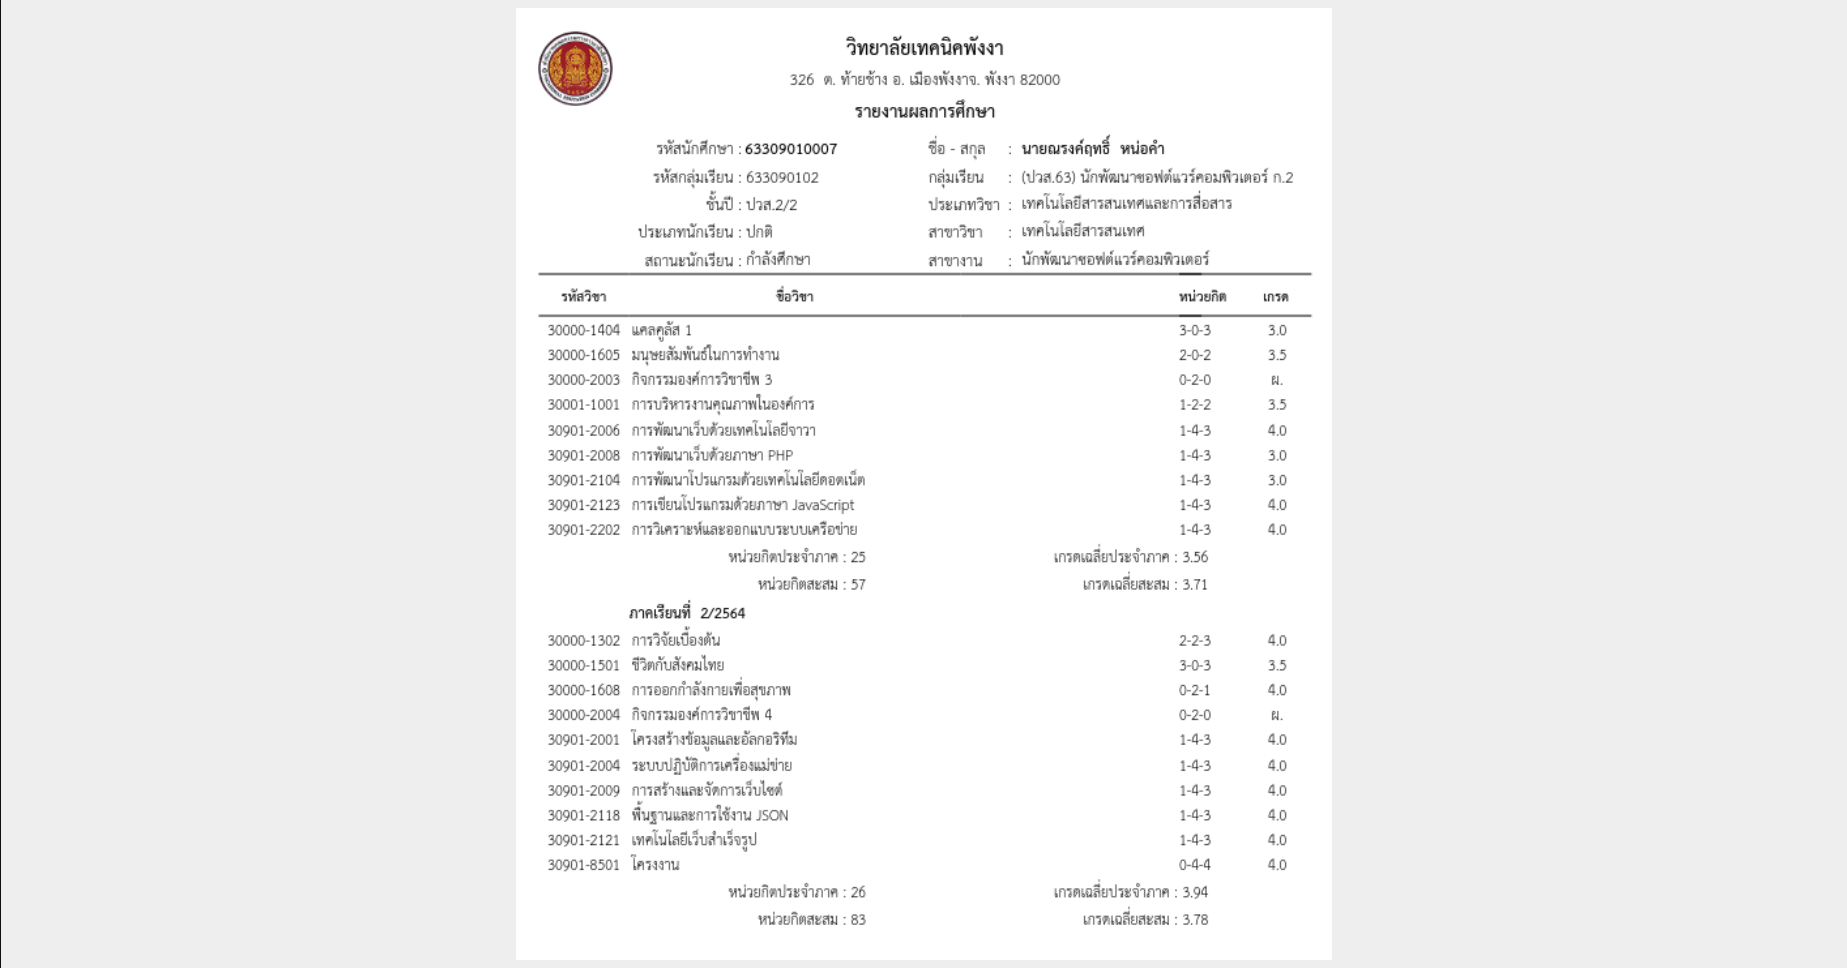 วิทยาลัยเทคนิคพังงา
326 ต. ท้ายช้าง อ. เมืองพังงาจ. พังงา 82000
รายงานผลการศึกษา
รหัสนักศึกษา : 63309010007 ชื่อ - สกุล : นายณรงค์ฤทธิ์ หน่อคำ
รหัสกลุ่มเรียน : 633090102 กลุ่มเรียน : (ปวส.63) นักพัฒนาซอฟต์แวร์คอมพิวเตอร์ ก.2
ชั้นปี : ปวส.2/2 ประเภทวิชา : เทคโนโลยีสารสนเทศและการสื่อสาร
ประเภทนักเรียน : ปกติ สาขาวิชา : เทคโนโลยีสารสนเทศ
สถานะนักเรียน : กำลังศึกษา สาขางาน : นักพัฒนาซอฟต์แวร์คอมพิวเตอร์
รหัสวิชา ชื่อวิชา หน่วยกิต เกรด
30000-1404 แคลคูลัส 1 3-0-3 3.0
30000-1605 มนุษยสัมพันธ์ในการทำงาน 2-0-2 3.5
30000-2003 กิจกรรมองค์การวิชาชีพ 3 0-2-0 ผ.
30001-1001 การบริหารงานคุณภาพในองค์การ 1-2-2 3.5
30901-2006 การพัฒนาเว็บด้วยเทคโนโลยีจาวา 1-4-3 4.0
30901-2008 การพัฒนาเว็บด้วยภาษา PHP 1-4-3 3.0
30901-2104 การพัฒนาโปรแกรมด้วยเทคโนโลยีดอตเน็ต 1-4-3 3.0
30901-2123 การเขียนโปรแกรมด้วยภาษา JavaScript 1-4-3 4.0
30901-2202 การวิเคราะห์และออกแบบระบบเครือข่าย 1-4-3 4.0
หน่วยกิตประจำภาค : 25 เกรดเฉลี่ยประจำภาค : 3.56
หน่วยกิตสะสม : 57 เกรดเฉลี่ยสะสม : 3.71
ภาคเรียนที่ 2/2564
30000-1302 การวิจัยเบื้องต้น 2-2-3 4.0
30000-1501 ชีวิตกับสังคมไทย 3-0-3 3.5
30000-1608 การออกกำลังกายเพื่อสุขภาพ 0-2-1 4.0
30000-2004 กิจกรรมองค์การวิชาชีพ 4 0-2-0 ผ.
30901-2001 โครงสร้างข้อมูลและอัลกอริทึม 1-4-3 4.0
30901-2004 ระบบปฏิบัติการเครื่องแม่ข่าย 1-4-3 4.0
30901-2009 การสร้างและจัดการเว็บไซต์ 1-4-3 4.0
30901-2118 พื้นฐานและการใช้งาน JSON 1-4-3 4.0
30901-2121 เทคโนโลยีเว็บสำเร็จรูป 1-4-3 4.0
30901-8501 โครงงาน 0-4-4 4.0
หน่วยกิตประจำภาค : 26 เกรดเฉลี่ยประจำภาค : 3.94
หน่วยกิตสะสม : 83 เกรดเฉลี่ยสะสม : 3.78